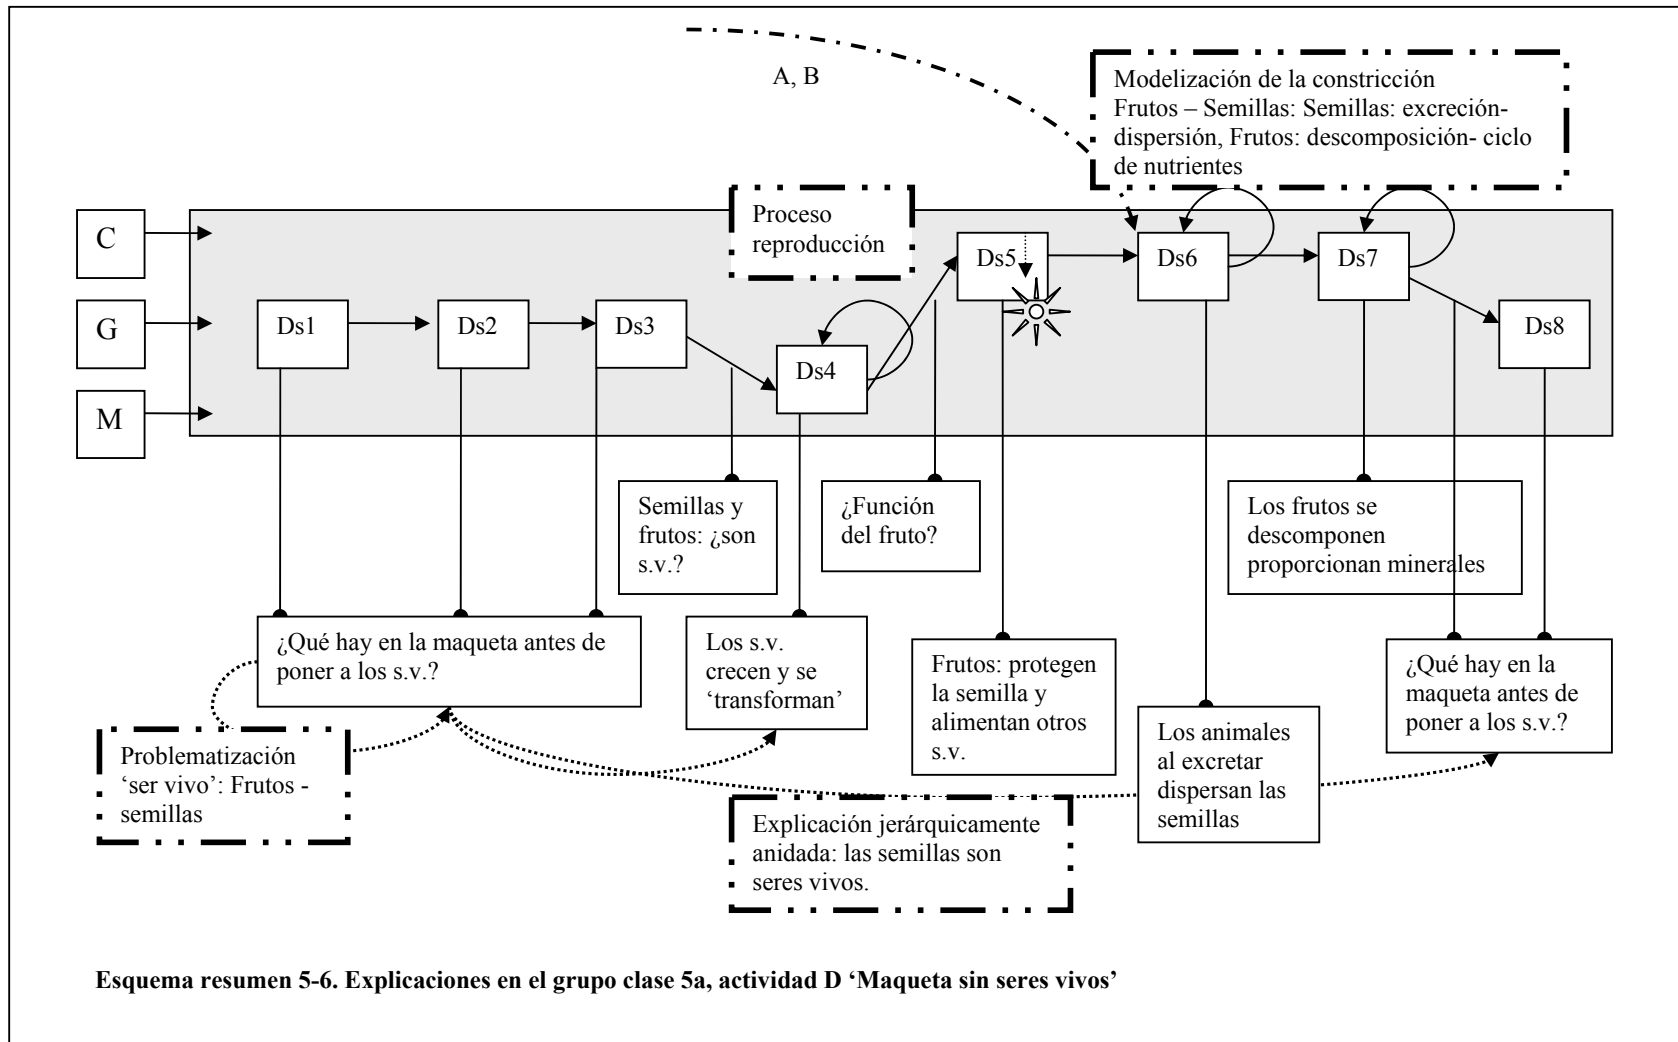 A, B
Modelización de la constricción
Frutos – Semillas: Semillas: excreción-
dispersión, Frutos: descomposición- ciclo
de nutrientes
Proceso
reproducción
C
G
M
Ds1
Ds2
Ds3
Ds4
Ds5
Ds6
Ds7
Ds8
Semillas y
frutos: ¿son
s.v.?
¿Función
del fruto?
Los frutos se
descomponen
proporcionan minerales
¿Qué hay en la maqueta antes de
poner a los s.v.?
Los s.v.
crecen y se
‘transforman’
Frutos: protegen
la semilla y
alimentan otros
s.v.
Los animales
al excretar
dispersan las
semillas
¿Qué hay en la
maqueta antes de
poner a los s.v.?
Problematización
‘ser vivo’: Frutos -
semillas
Explicación jerárquicamente
anidada: las semillas son
seres vivos.
Esquema resumen 5-6. Explicaciones en el grupo clase 5a, actividad D ‘Maqueta sin seres vivos’